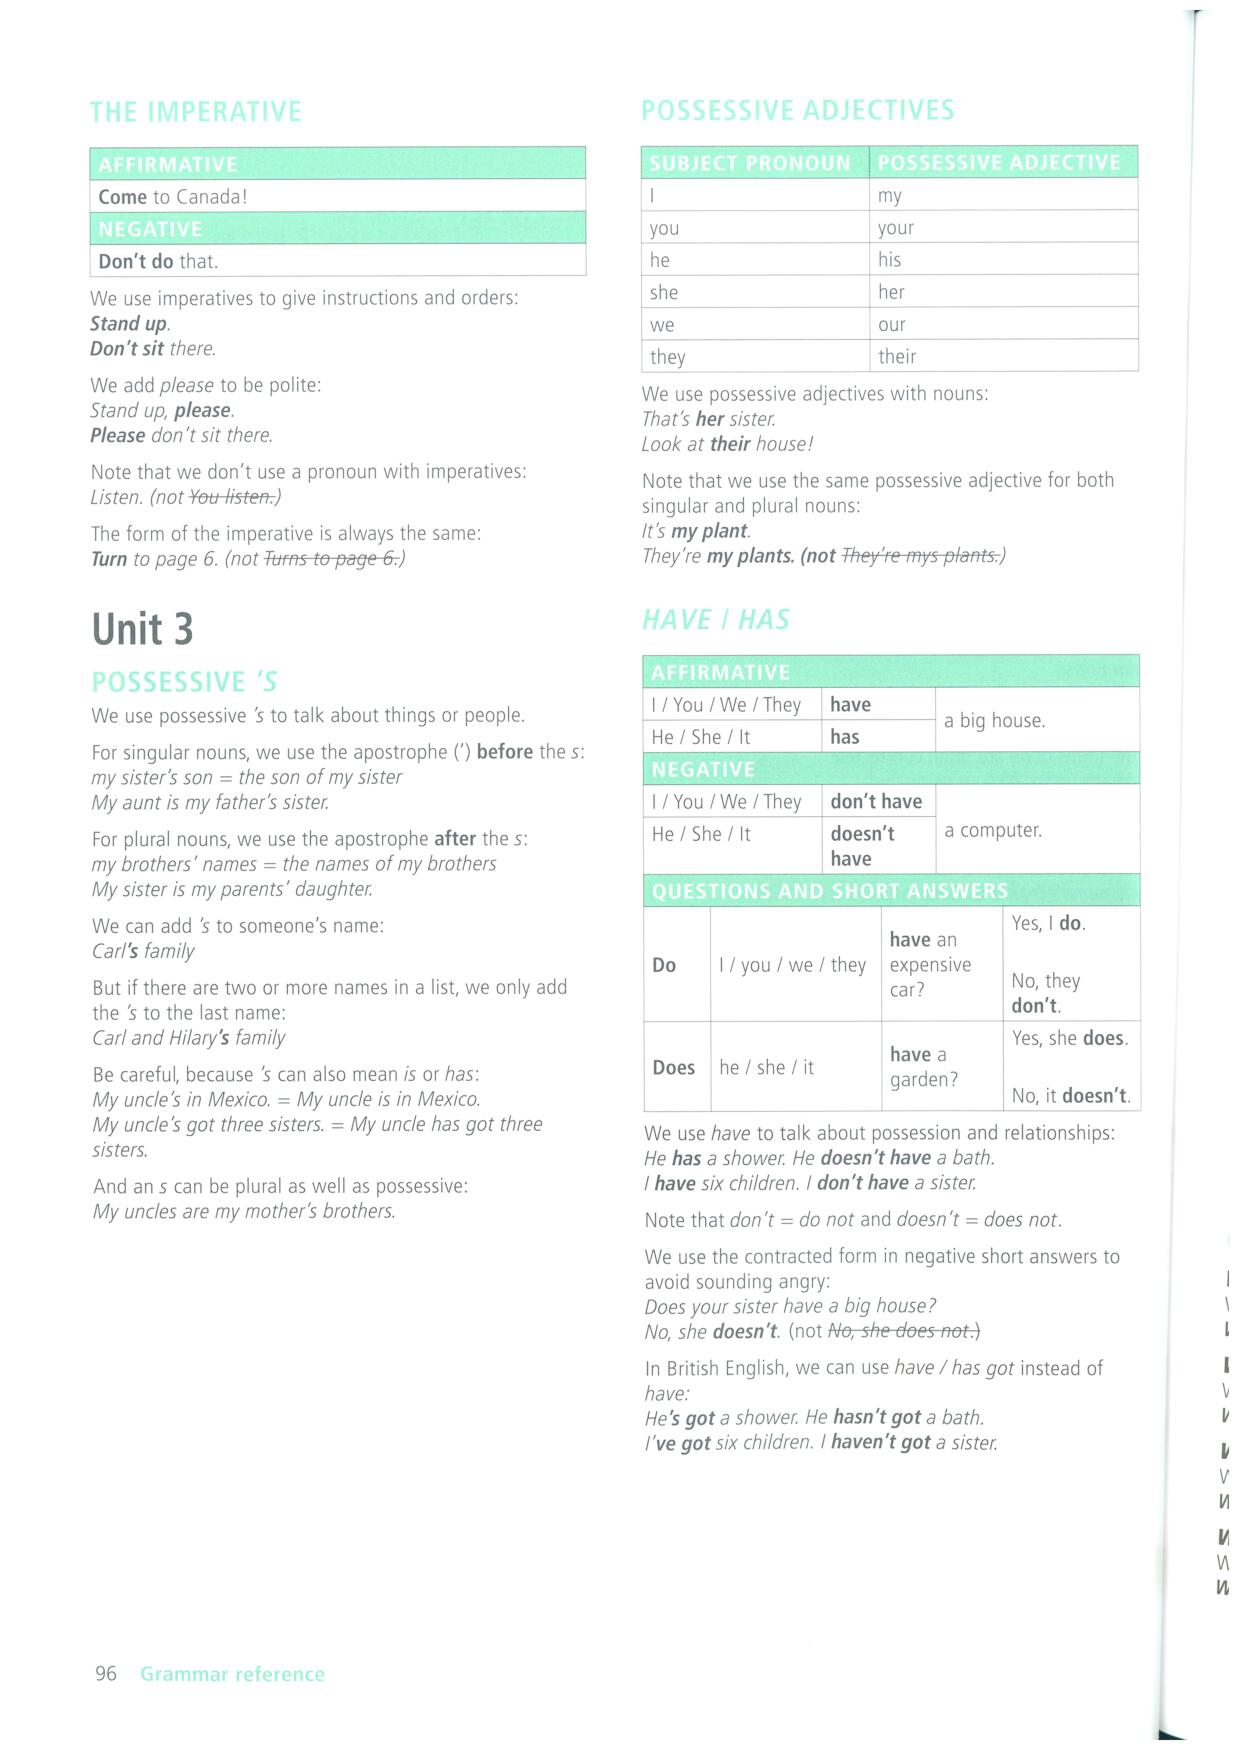 THE IMPERATIVE
AFFIRMATIVE
Come to Canada!
NEGATIVE
Don't do that.
We use imperatives to give instructions and orders:
Stand up.
Don't sit there.
We add please to be polite:
Stand up, please.
Please don't sit there.
Note that we don't use a pronoun with imperatives:
Listen. (not You listen.)
The form of the imperative is always the same:
Turn to page 6. (not Turns to page 6.)
Unit 3
POSSESSIVE 'S
We use possessive 's to talk about things or people.
For singular nouns, we use the apostrophe (') before the s:
my sister's son = the son of my sister
My aunt is my father's sister.
For plural nouns, we use the apostrophe after the s:
my brothers' names = the names of my brothers
My sister is my parents' daughter.
We can add 's to someone's name:
Carl's family
But if there are two or more names in a list, we only add
the 's to the last name:
Carl and Hilary's family
Be careful, because 's can also mean is or has:
My uncle's in Mexico. = My uncle is in Mexico.
My uncle's got three sisters. = My uncle has got three
sisters.
And an s can be plural as well as possessive:
My uncles are my mother's brothers.
POSSESSIVE ADJECTIVES
SUBJECT PRONOUN POSSESSIVE ADJECTIVE
I my
you your
he his
she her
we our
they their
We use possessive adjectives with nouns:
That's her sister.
Look at their house!
Note that we use the same possessive adjective for both
singular and plural nouns:
It's my plant.
They're my plants. (not They're mys plants.)
HAVE / HAS
AFFIRMATIVE
I / You / We / They have
a big house.
He / She / It has
NEGATIVE
I / You / We / They don't have
a computer.
He / She / It doesn't
have
QUESTIONS AND SHORT ANSWERS
Do I / you / we / they
have an
expensive
car?
Yes, I do.
No, they
don't.
Does he / she / it
have a
garden?
Yes, she does.
No, it doesn't.
We use have to talk about possession and relationships:
He has a shower. He doesn't have a bath.
I have six children. I don't have a sister.
Note that don't = do not and doesn't = does not.
We use the contracted form in negative short answers to
avoid sounding angry:
Does your sister have a big house?
No, she doesn't. (not No, she does not.)
In British English, we can use have / has got instead of
have:
He's got a shower. He hasn't got a bath.
I've got six children. I haven't got a sister.
96 Grammar reference